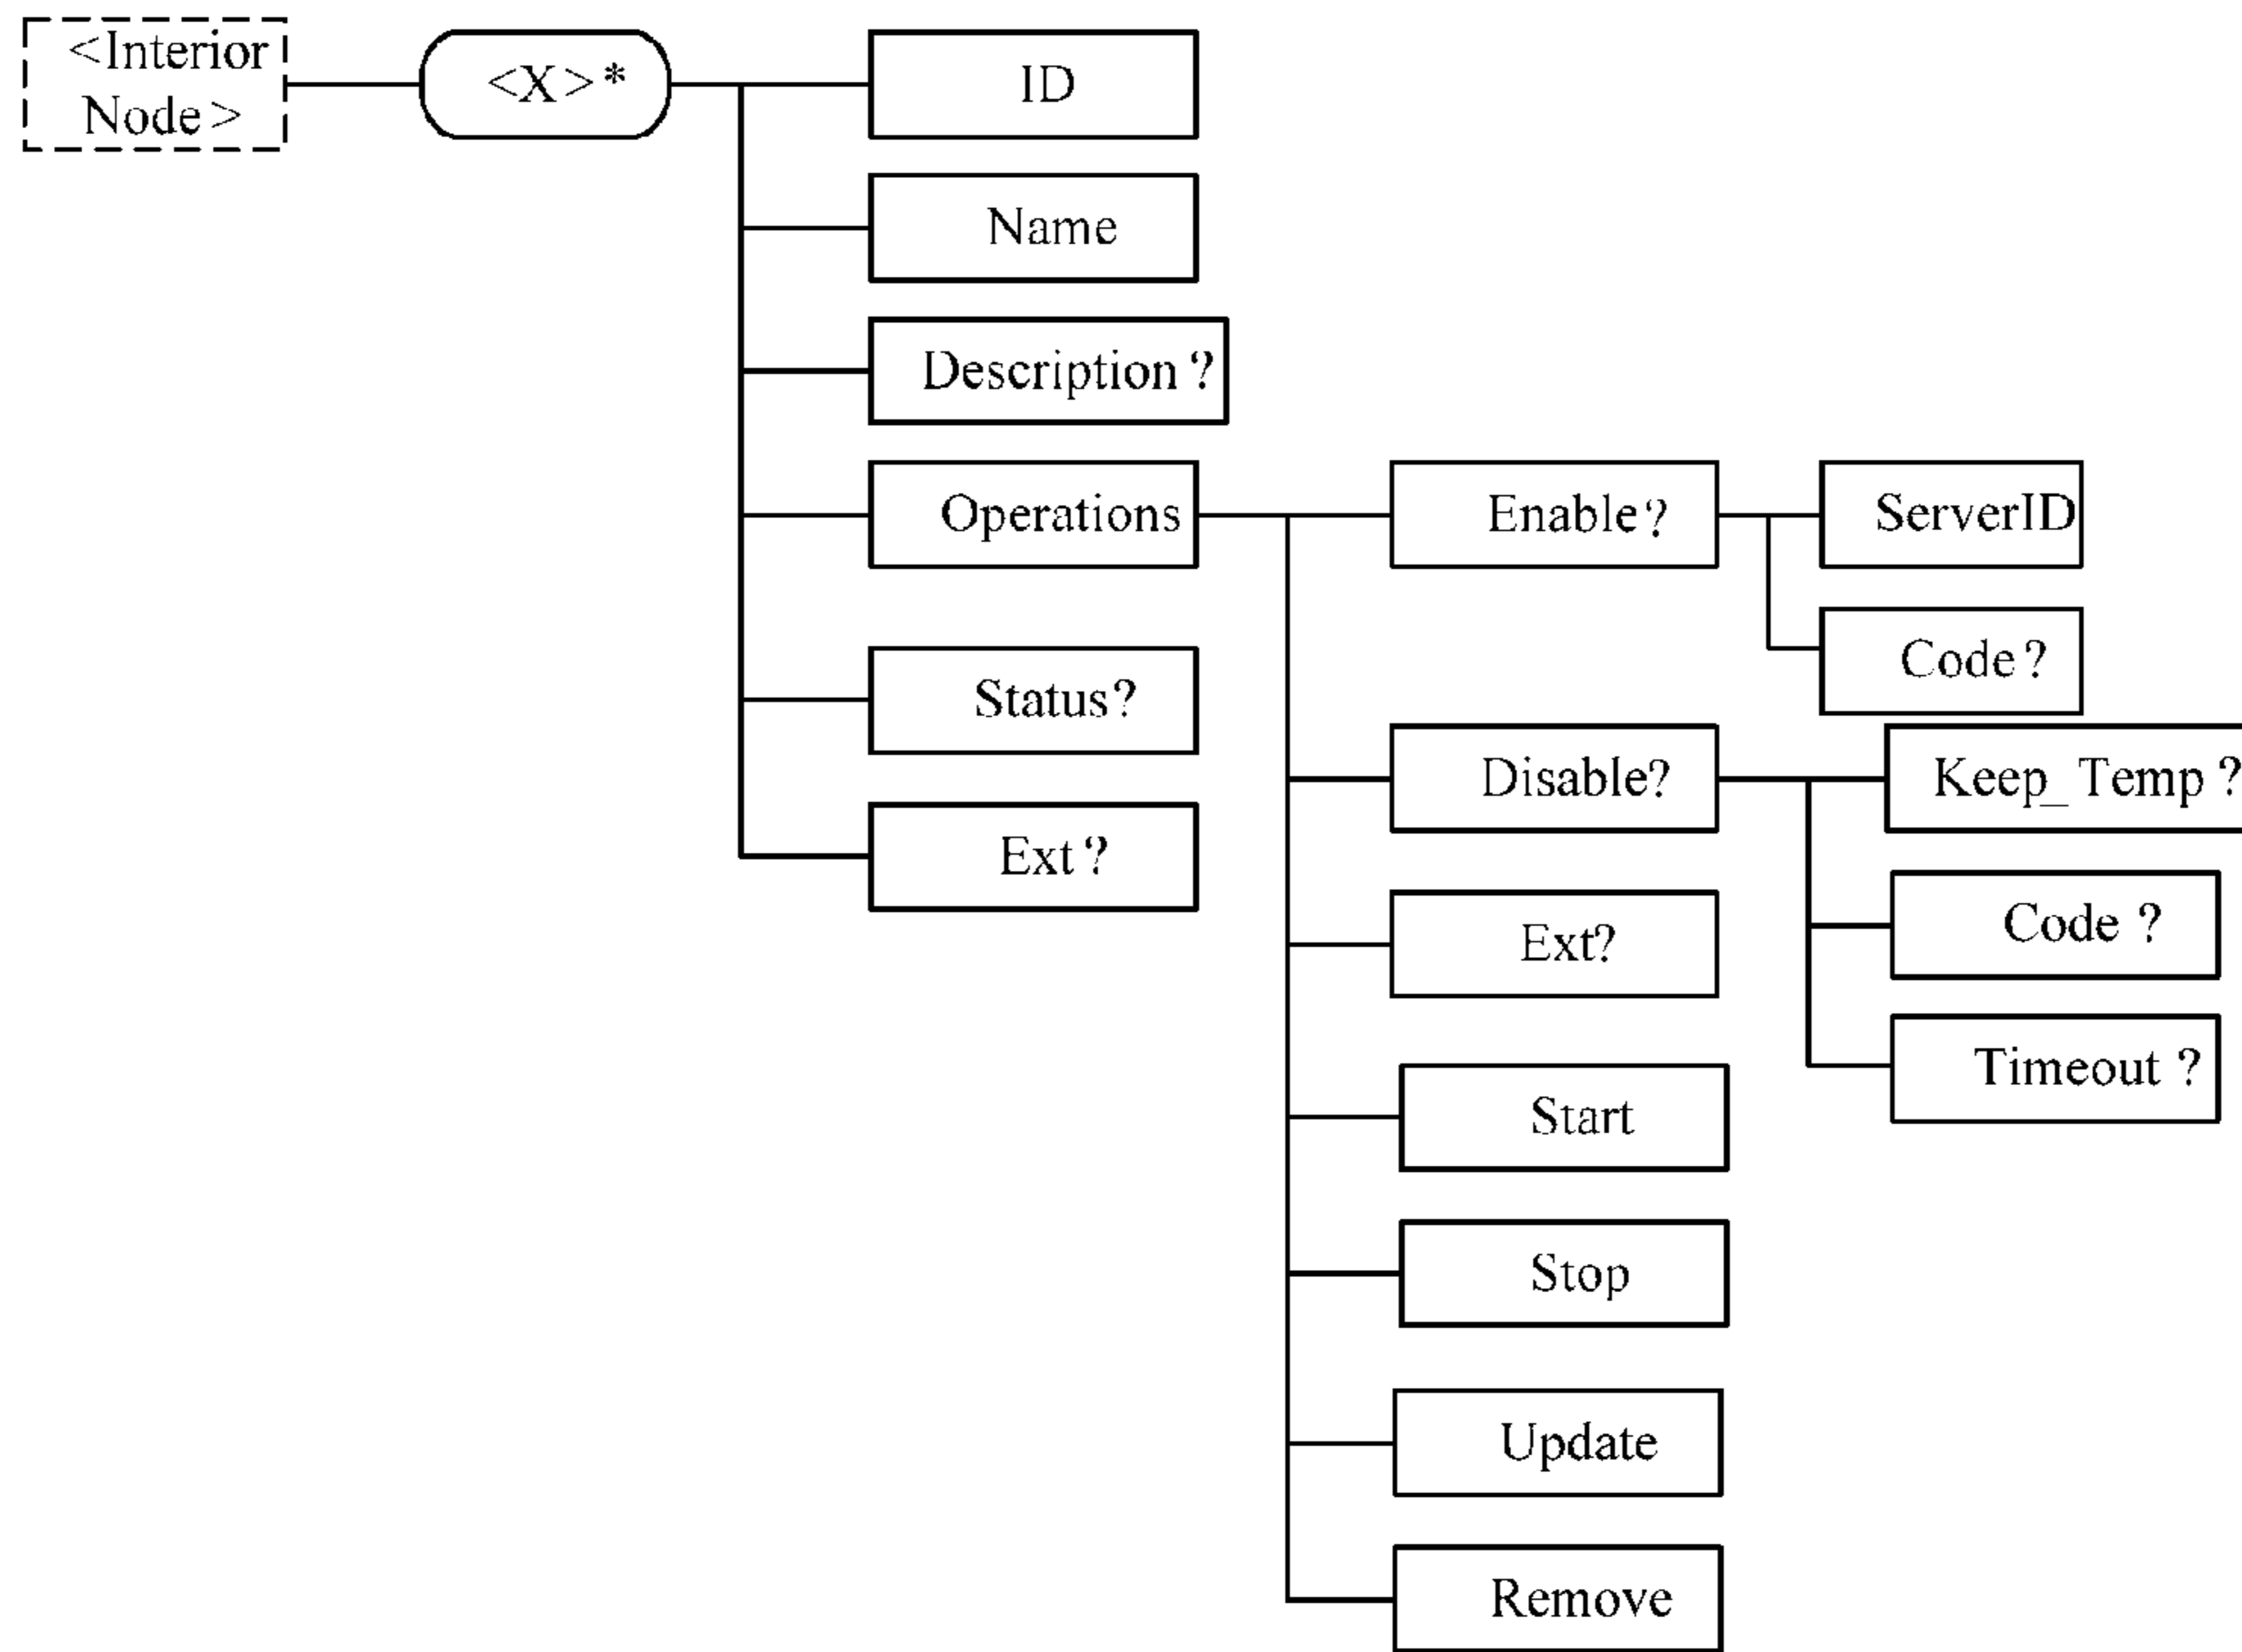 <Interior
Node>
<X>*
ID
Name
Description ?
Operations
Enable?
ServerID
Code?
Status?
Disable?
Keep_Temp ?
Ext ?
Ext?
Code ?
Timeout ?
Start
Stop
Update
Remove